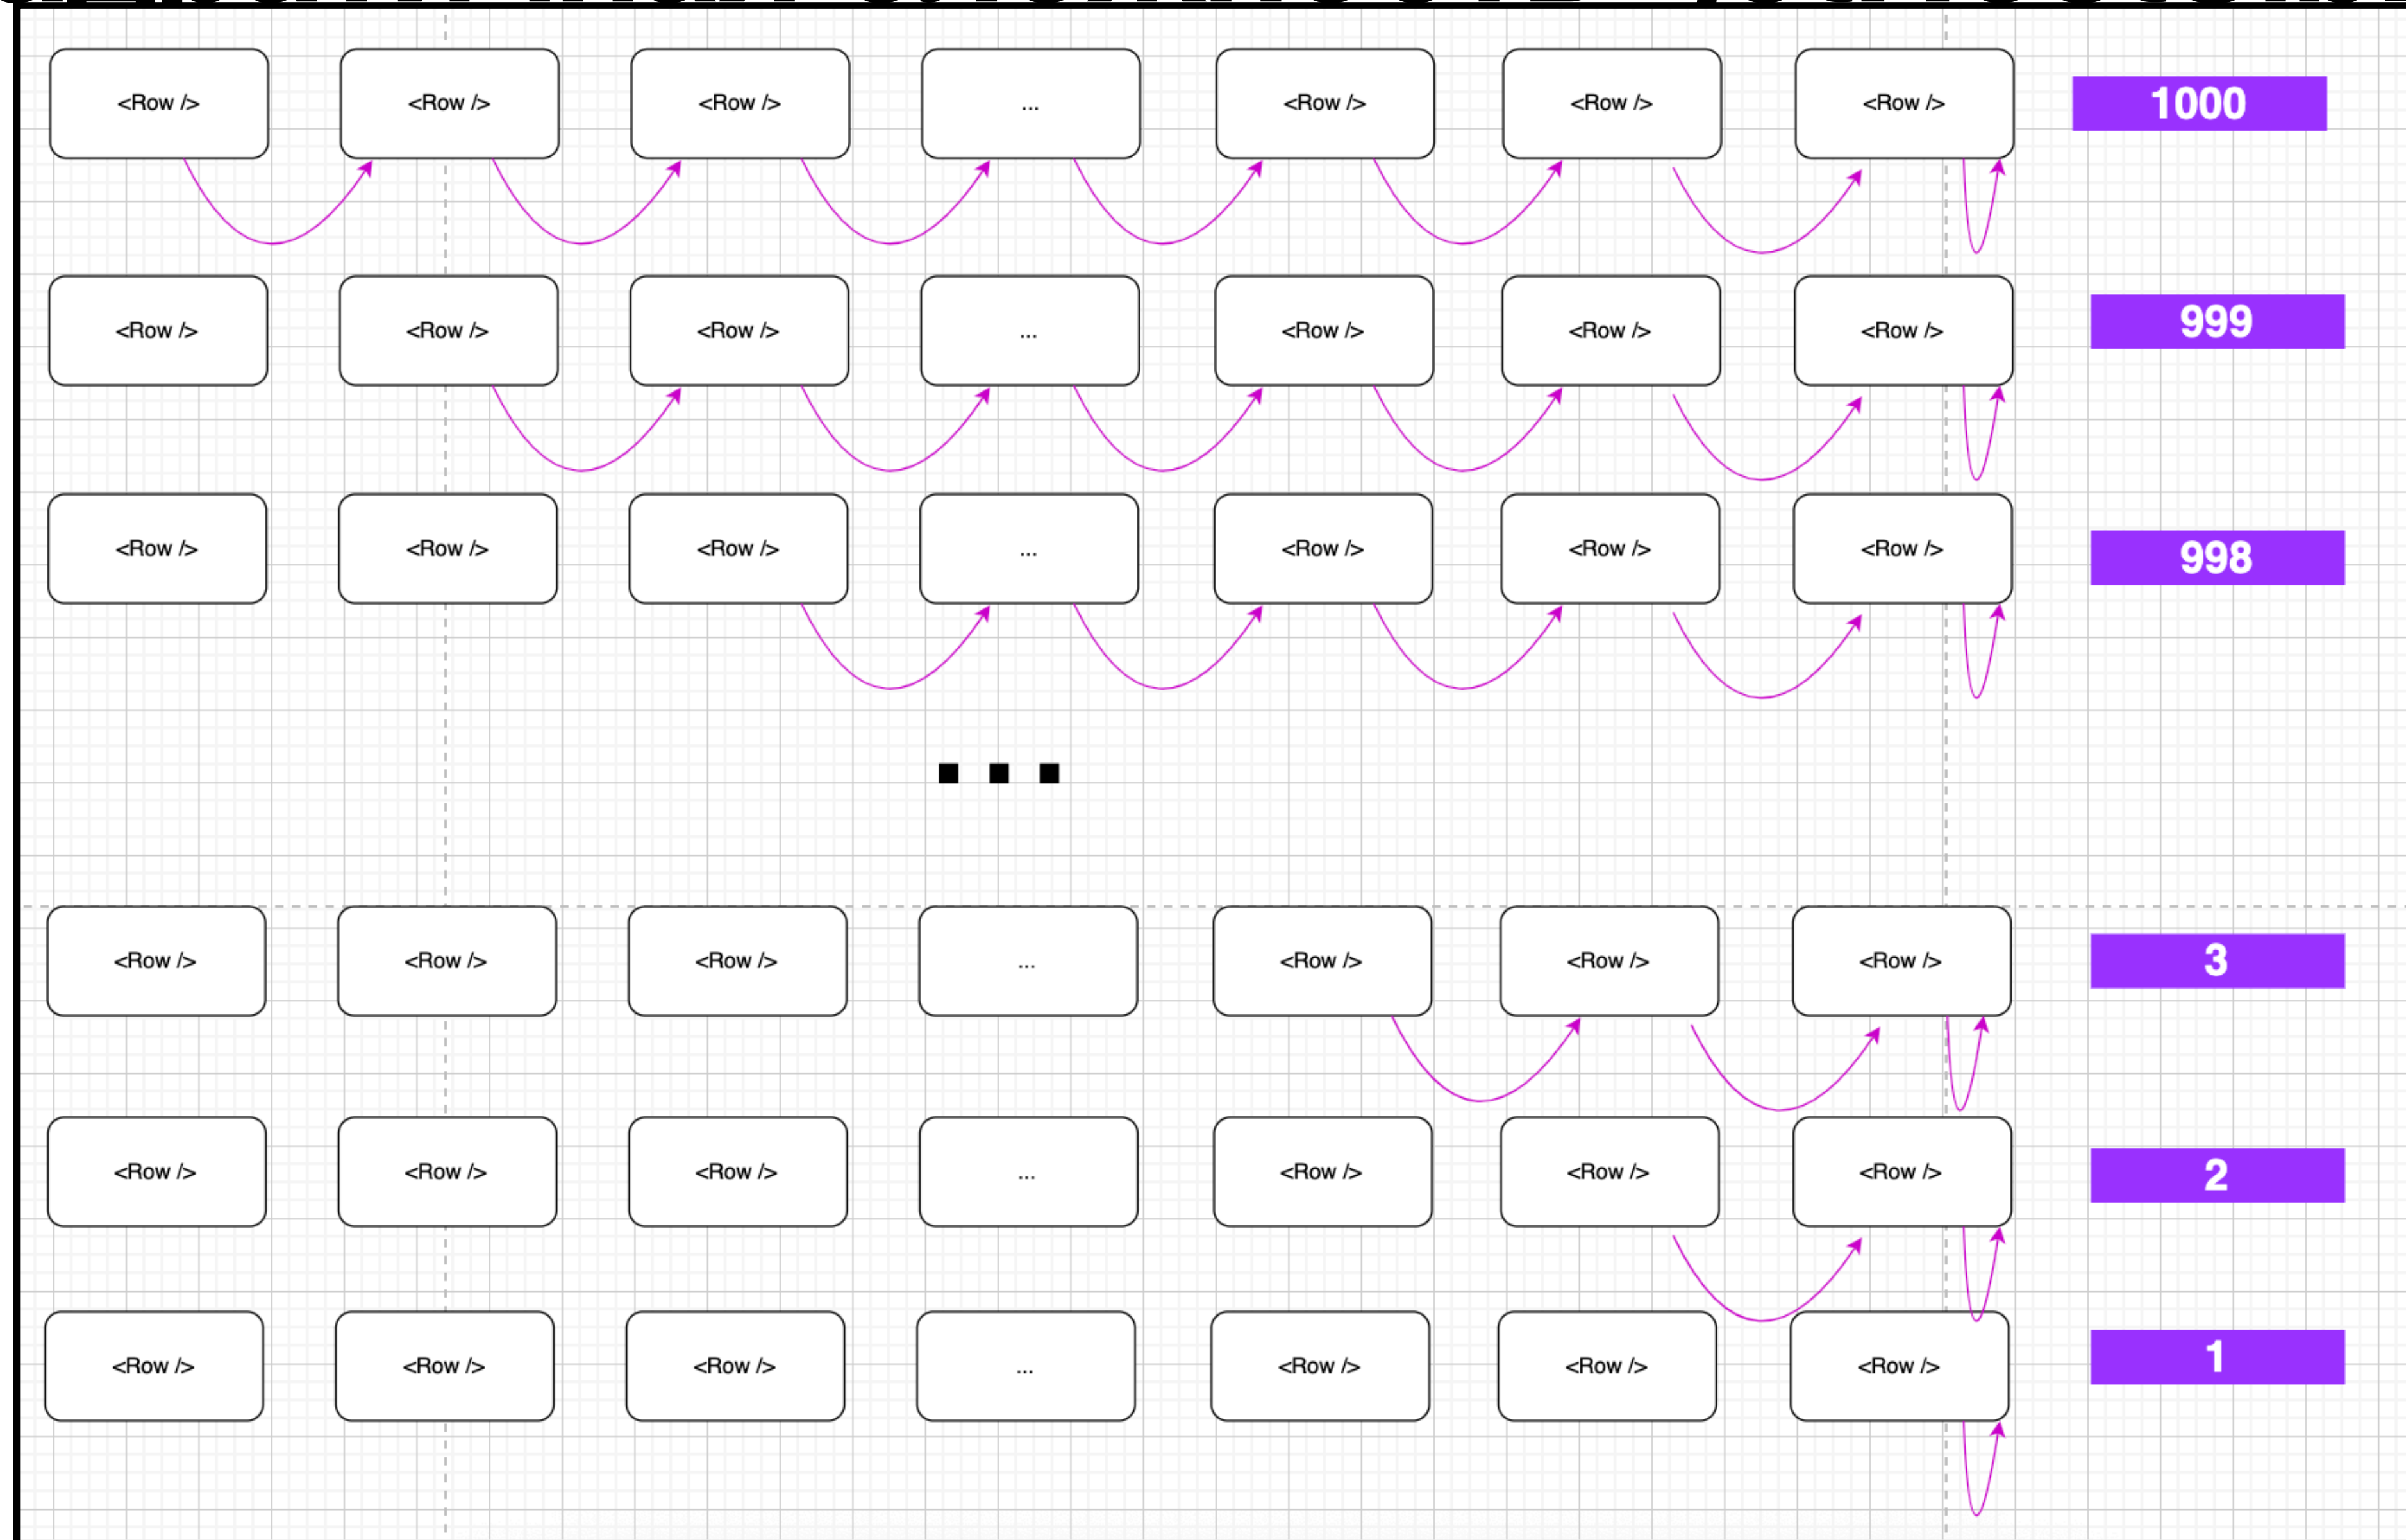 <Row /> <Row /> <Row /> ... <Row /> <Row /> <Row /> 1000
<Row /> <Row /> <Row /> ... <Row /> <Row /> <Row /> 999
<Row /> <Row /> <Row /> ... <Row /> <Row /> <Row /> 998
...
<Row /> <Row /> <Row /> ... <Row /> <Row /> <Row /> 3
<Row /> <Row /> <Row /> ... <Row /> <Row /> <Row /> 2
<Row /> <Row /> <Row /> ... <Row /> <Row /> <Row /> 1